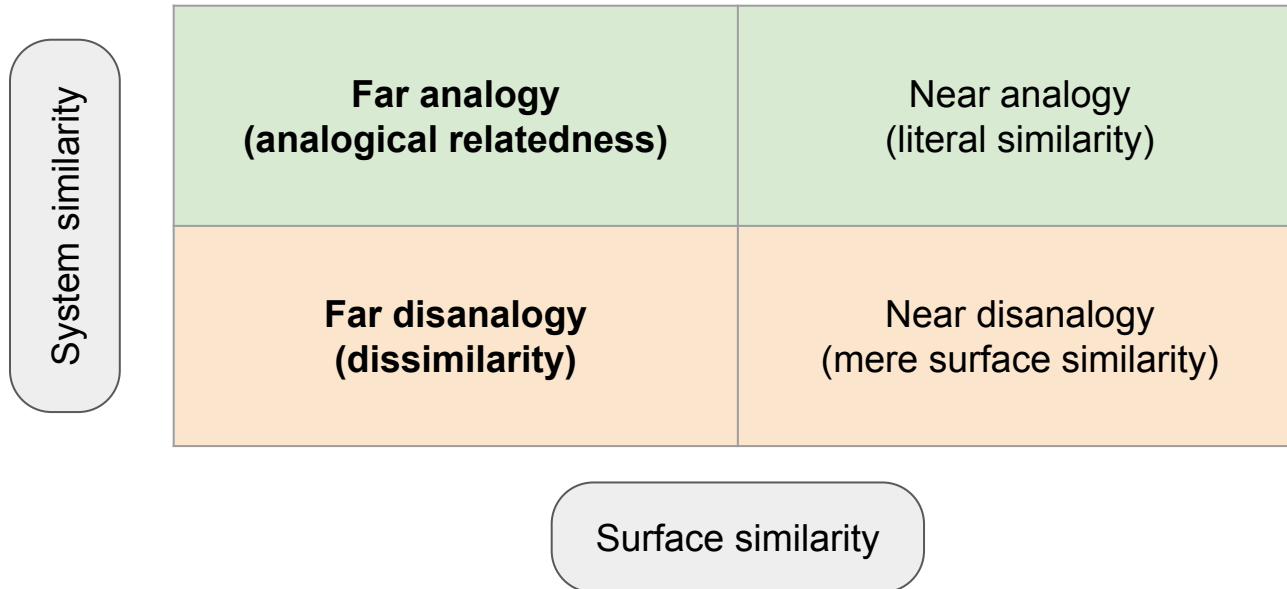 System similarity
Far analogy
(analogical relatedness)
Near analogy
(literal similarity)
Far disanalogy
(dissimilarity)
Near disanalogy
(mere surface similarity)
Surface similarity